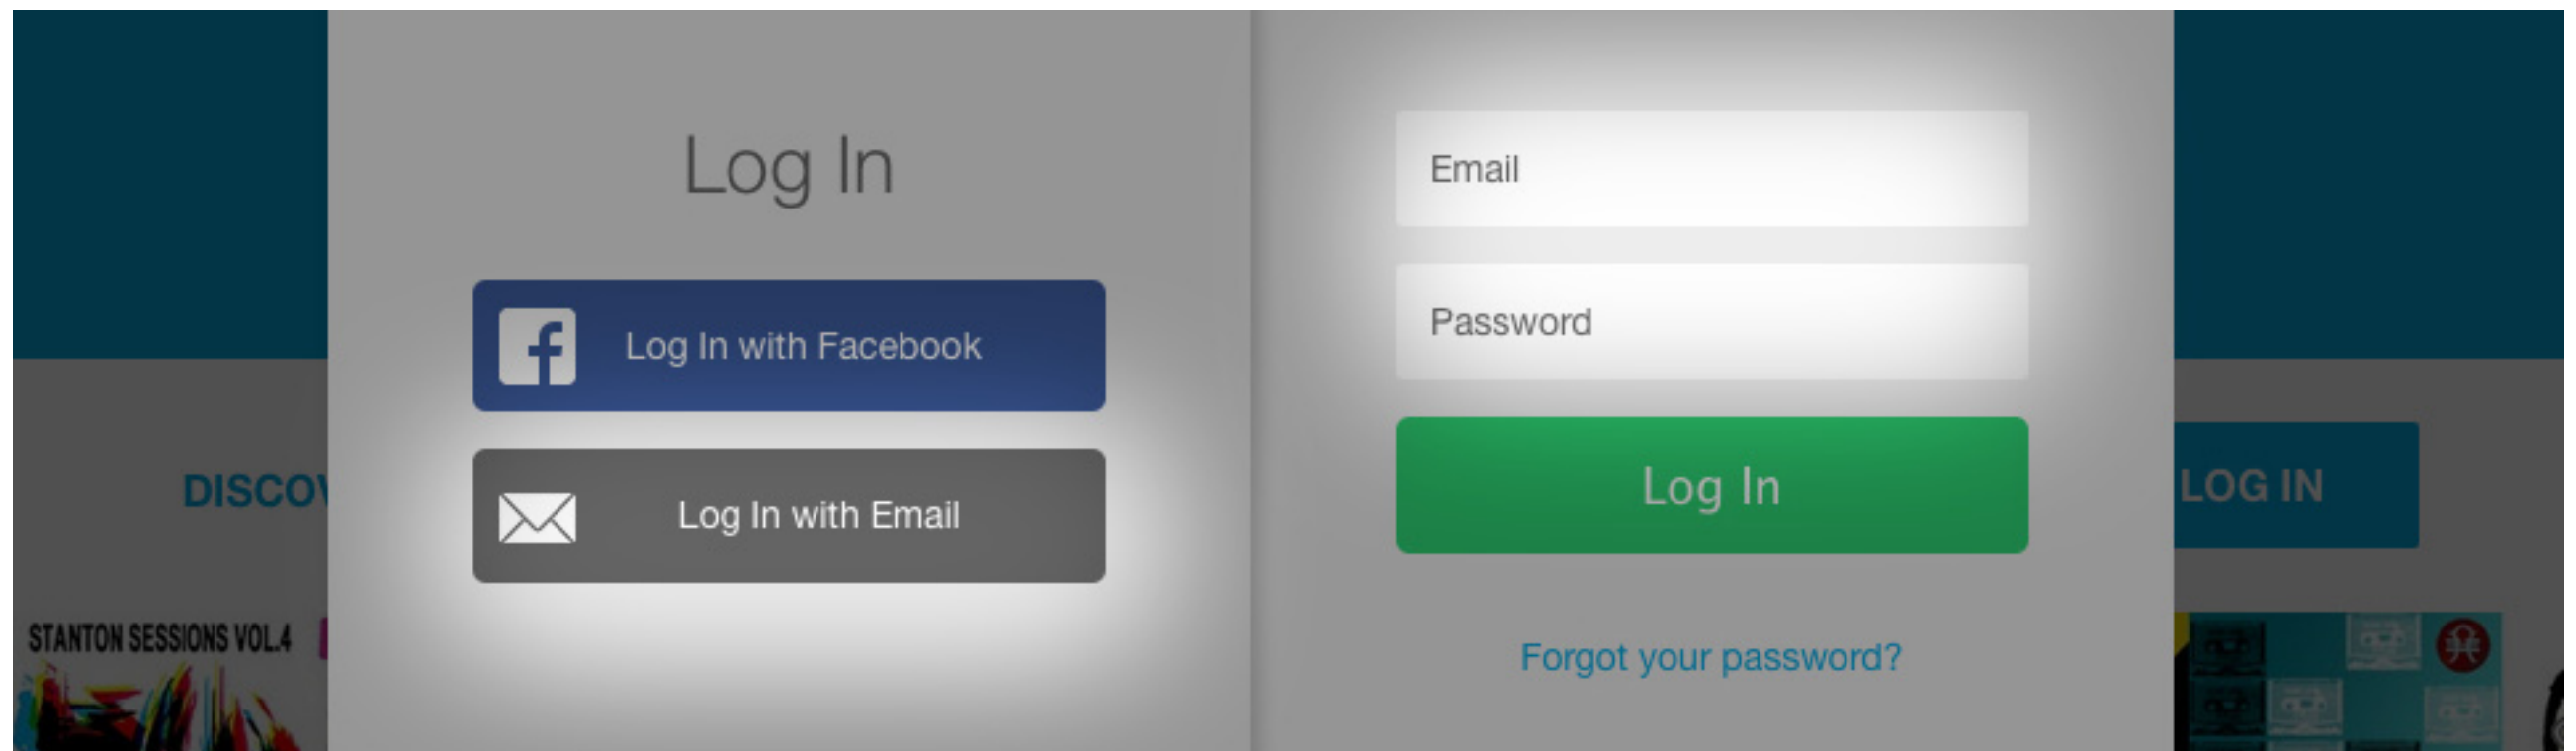 Log In
Log In with Facebook
Log In with Email
Email
Password
Log In
Forgot your password?
LOG IN
STANTON SESSIONS VOL.4